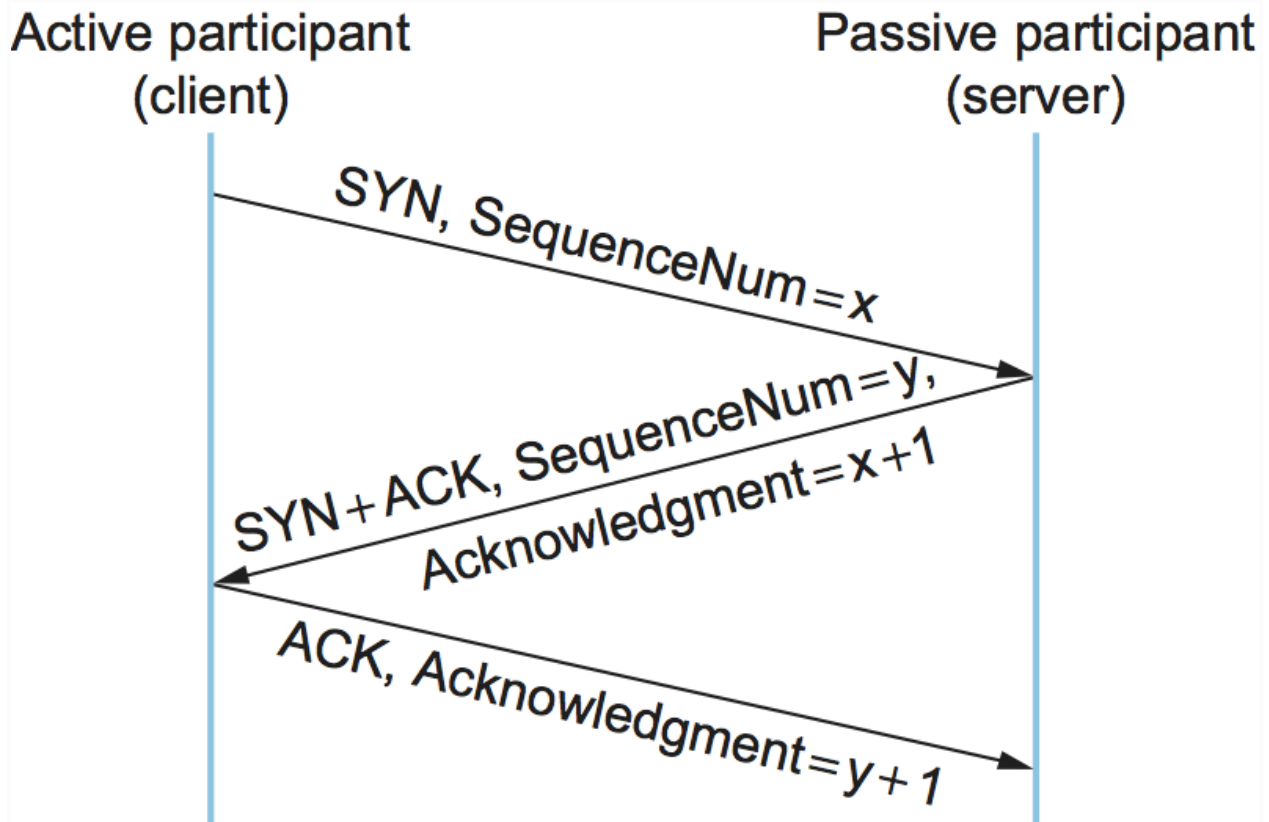 Active participant
(client)
Passive participant
(server)
SYN, SequenceNum=x
SYN+ACK, SequenceNum=y,
Acknowledgment=x+1
ACK, Acknowledgment=y+1